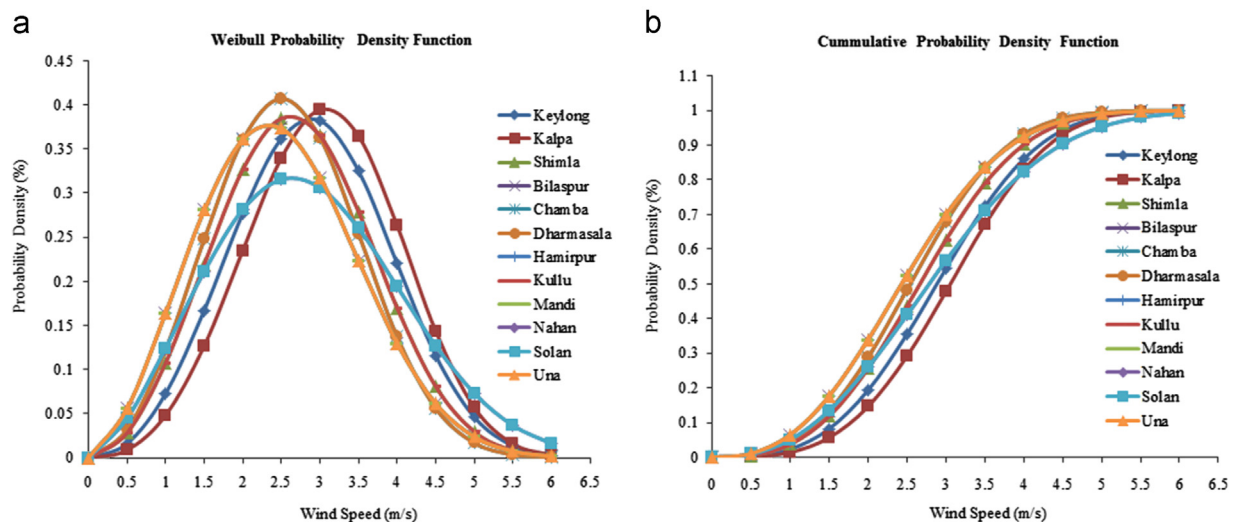 a
Weibull Probability Density Function
0.45
0.4
0.35
0.3
0.25
0.2
0.15
0.1
0.05
0
Probability Density (%)
0 0.5 1 1.5 2 2.5 3 3.5 4 4.5 5 5.5 6 6.5
Wind Speed (m/s)
Keylong
Kalpa
Shimla
Bilaspur
Chamba
Dharmasala
Hamirpur
Kullu
Mandi
Nahan
Solan
Una
b
Cummulative Probability Density Function
1.1
1
0.9
0.8
0.7
0.6
0.5
0.4
0.3
0.2
0.1
0
Probability Density (%)
0 0.5 1 1.5 2 2.5 3 3.5 4 4.5 5 5.5 6 6.5
Wind Speed (m/s)
Keylong
Kalpa
Shimla
Bilaspur
Chamba
Dharmasala
Hamirpur
Kullu
Mandi
Nahan
Solan
Una